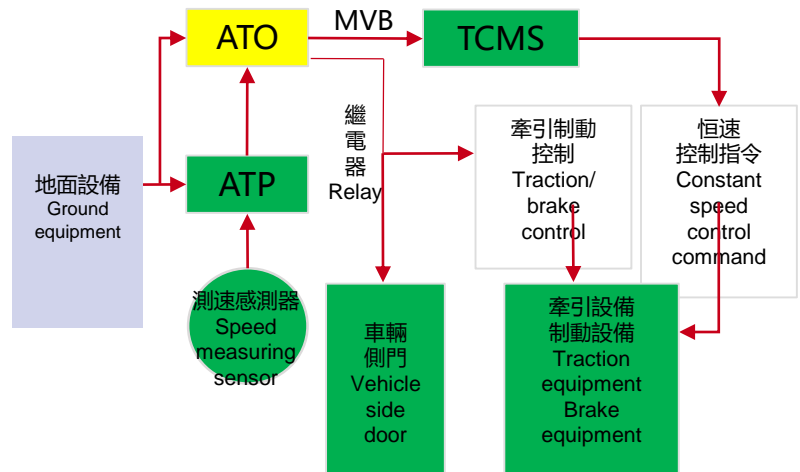 ATO
MVB
TCMS
繼
電
器
Relay
地面設備
Ground
equipment
ATP
牽引制動
控制
Traction/
brake
control
恒速
控制指令
Constant
speed
control
command
測速感測器
Speed
measuring
sensor
車輛
側門
Vehicle
side
door
牽引設備
制動設備
Traction
equipment
Brake
equipment